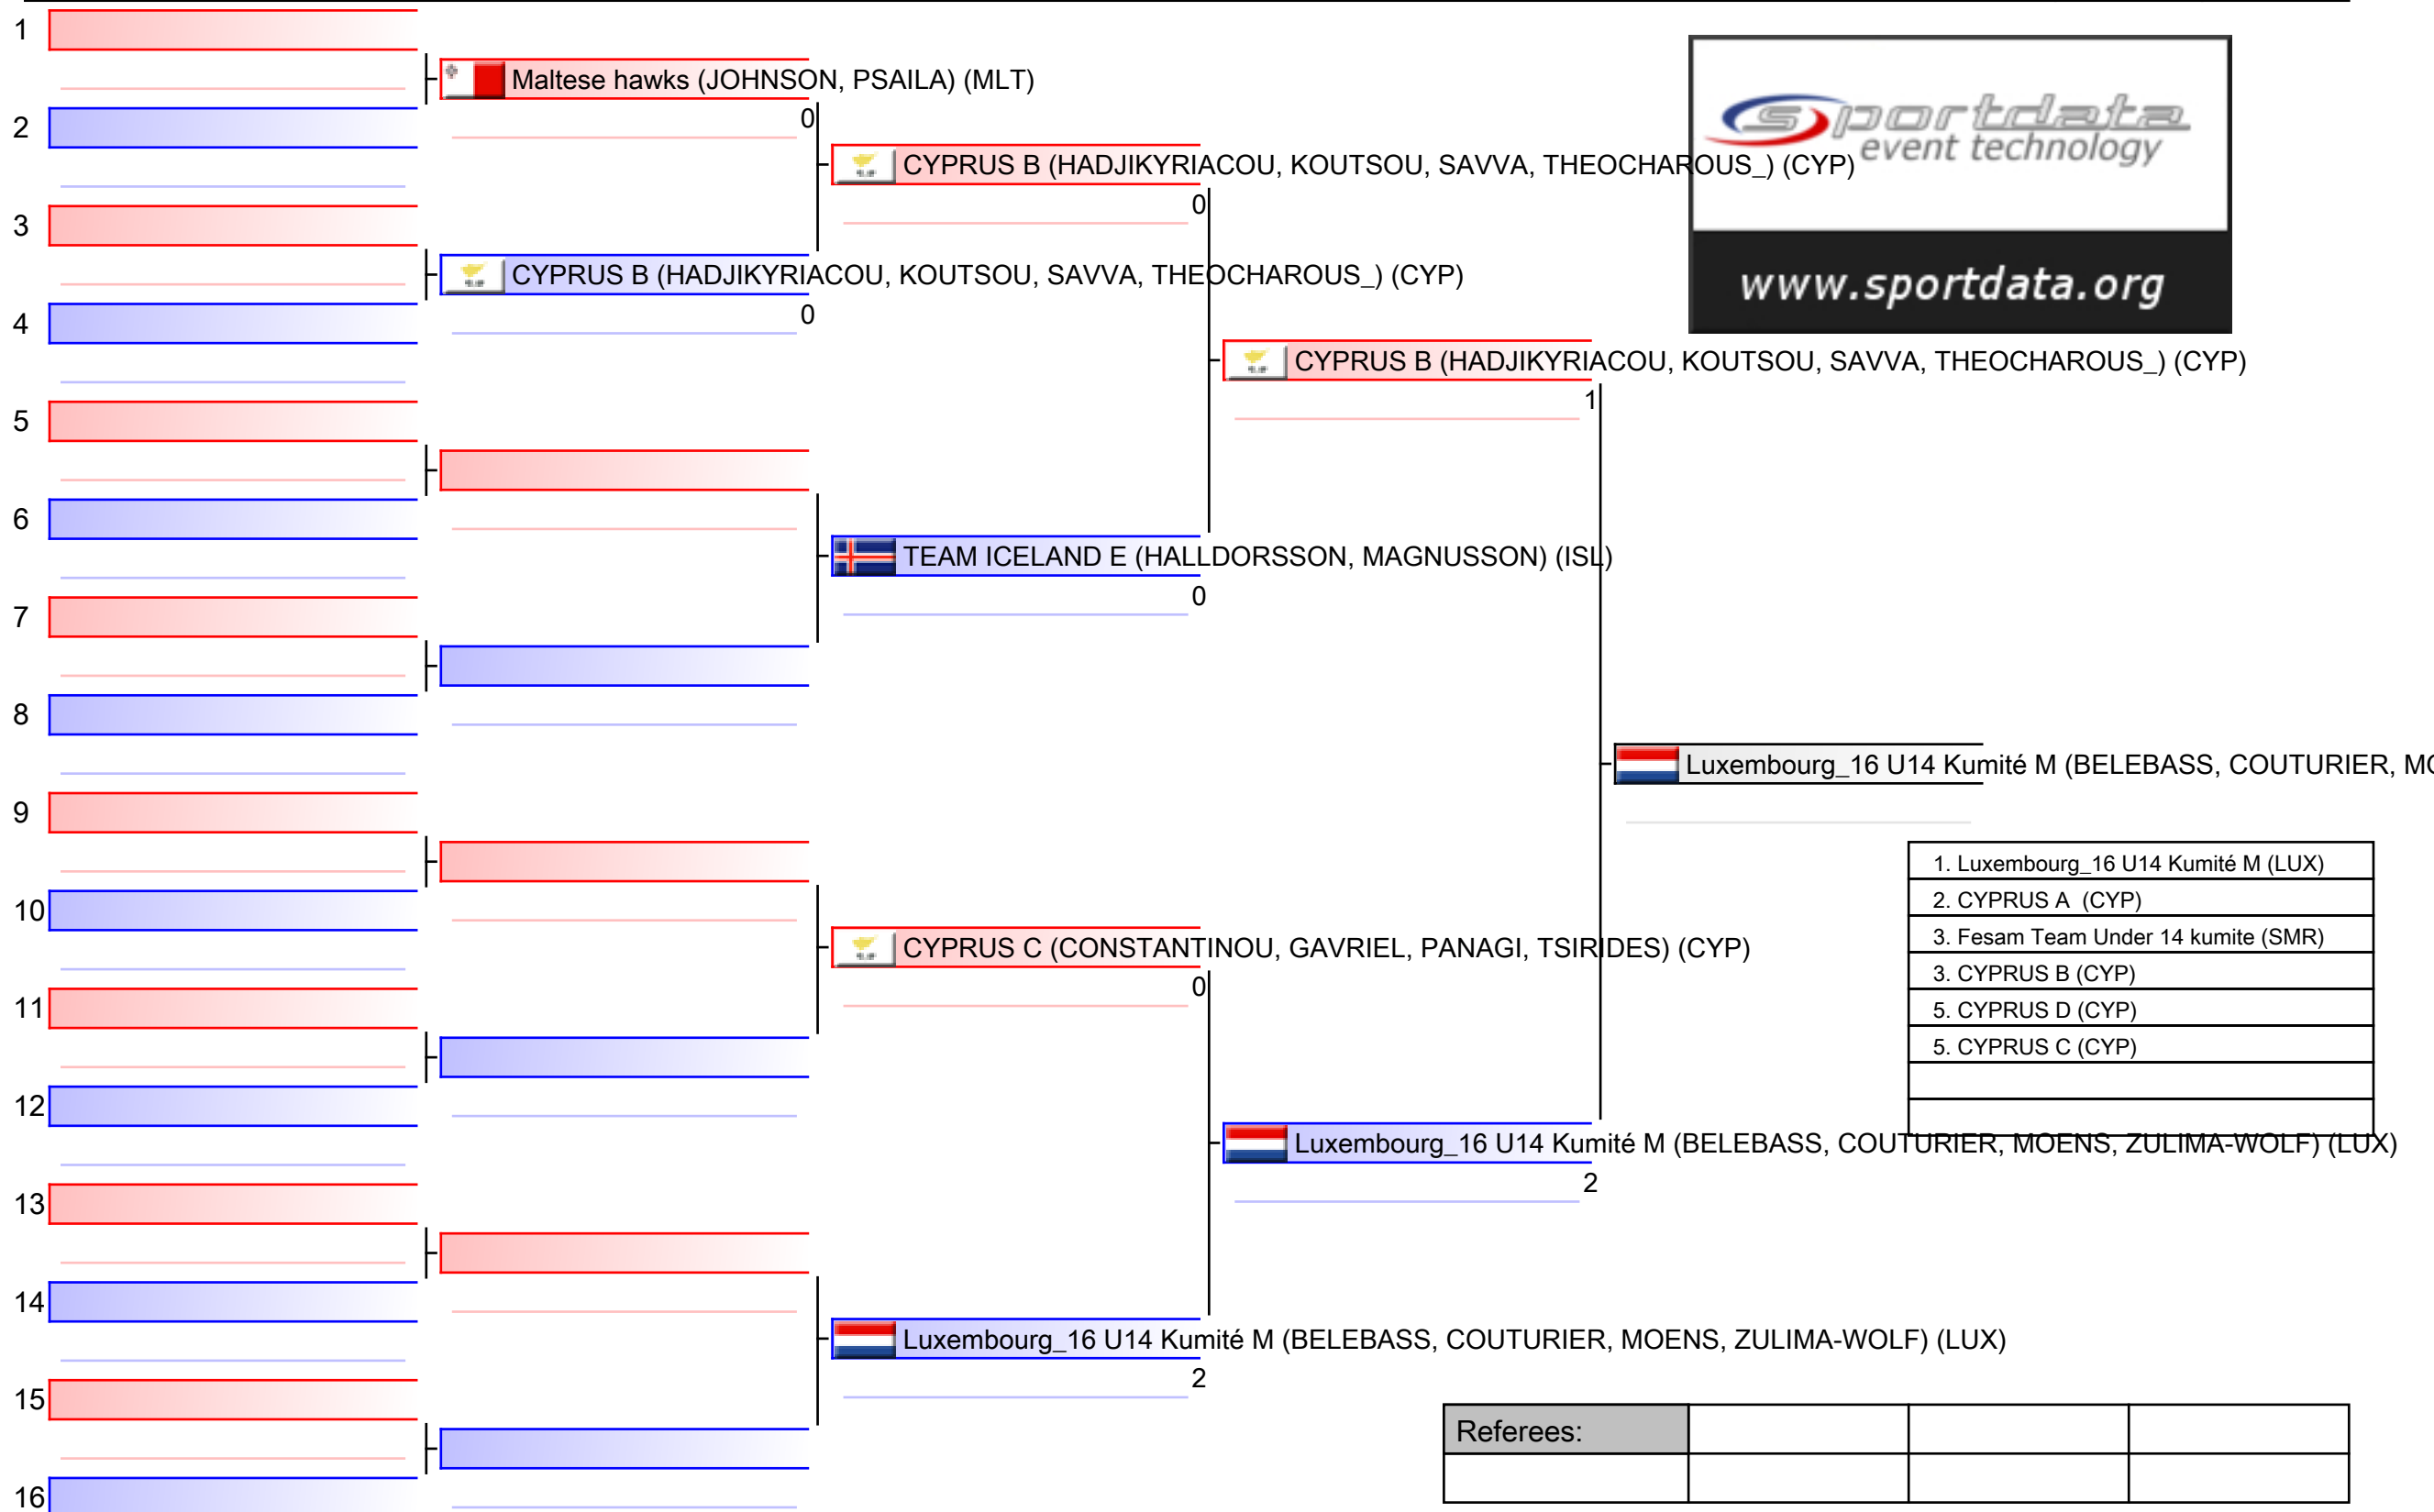 1
Maltese hawks (JOHNSON, PSAILA) (MLT)
0
2
CYPRUS B (HADJIKYRIACOU, KOUTSOU, SAVVA, THEOCHAROUS_) (CYP)
0
sportdata
event technology
www.sportdata.org
3
CYPRUS B (HADJIKYRIACOU, KOUTSOU, SAVVA, THEOCHAROUS_) (CYP)
0
4
CYPRUS B (HADJIKYRIACOU, KOUTSOU, SAVVA, THEOCHAROUS_) (CYP)
1
5
6
TEAM ICELAND E (HALLDORSSON, MAGNUSSON) (ISL)
0
7
8
Luxembourg_16 U14 Kumité M (BELEBASS, COUTURIER, MO
9
1. Luxembourg_16 U14 Kumité M (LUX)
2. CYPRUS A (CYP)
3. Fesam Team Under 14 kumite (SMR)
3. CYPRUS B (CYP)
5. CYPRUS D (CYP)
5. CYPRUS C (CYP)
10
CYPRUS C (CONSTANTINOU, GAVRIEL, PANAGI, TSIRIDES) (CYP)
0
11
12
Luxembourg_16 U14 Kumité M (BELEBASS, COUTURIER, MOENS, ZULIMA-WOLF) (LUX)
2
13
14
Luxembourg_16 U14 Kumité M (BELEBASS, COUTURIER, MOENS, ZULIMA-WOLF) (LUX)
2
15
Referees:
16